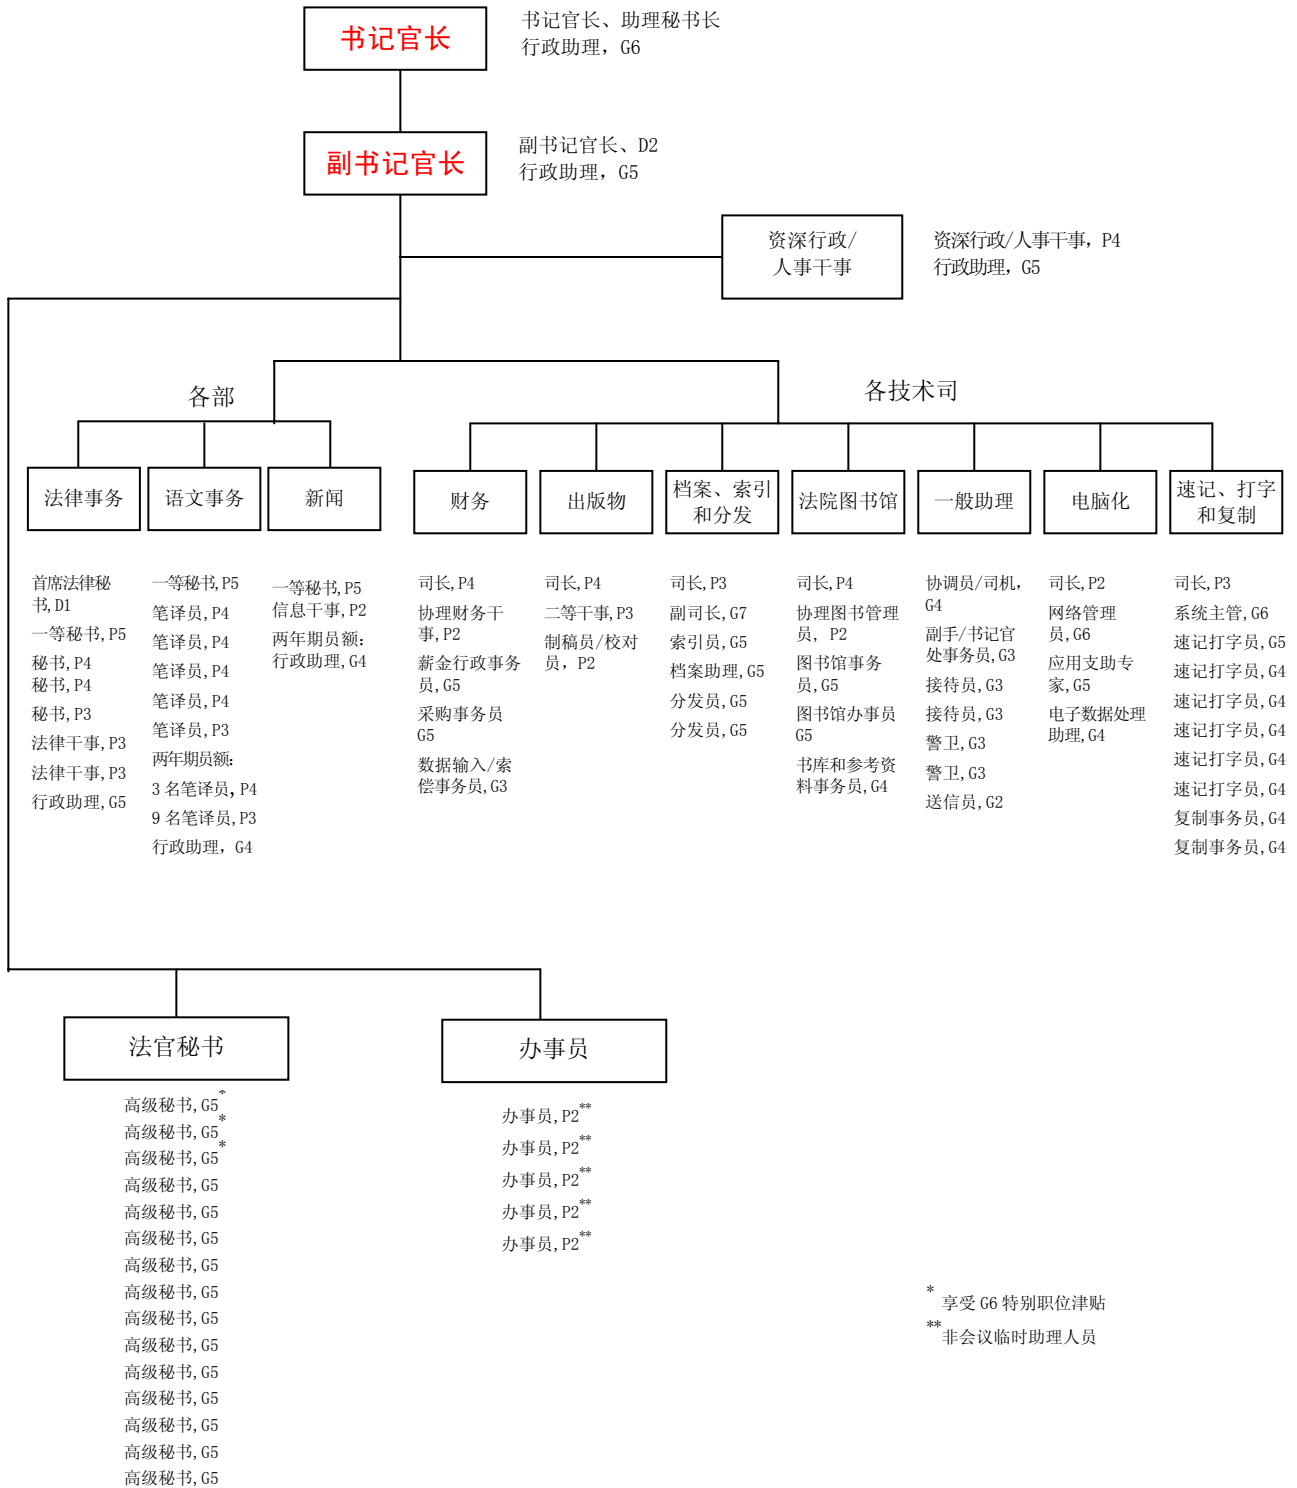 书记官长
书记官长、助理秘书长
行政助理，G6
副书记官长
副书记官长、D2
行政助理，G5
资深行政/
人事干事
资深行政/人事干事，P4
行政助理，G5
各部
各技术司
法律事务
语文事务
新闻
财务
出版物
档案、索引
和分发
法院图书馆
一般助理
电脑化
速记、打字
和复制
首席法律秘
书,D1
一等秘书,P5
秘书,P4
秘书,P4
秘书,P3
法律干事,P3
法律干事,P3
行政助理,G5
一等秘书,P5
笔译员,P4
笔译员,P4
笔译员,P4
笔译员,P4
笔译员,P3
两年期员额：
3 名笔译员，P4
9 名笔译员,P3
行政助理，G4
一等秘书,P5
信息干事,P2
两年期员额：
行政助理,G4
司长,P4
协理财务干
事,P2
薪金行政事务
员,G5
采购事务员
G5
数据输入/索
偿事务员,G3
司长,P4
二等干事,P3
制稿员/校对
员，P2
司长,P3
副司长,G7
索引员,G5
档案助理,G5
分发员,G5
分发员,G5
司长,P4
协理图书管理
员，P2
图书馆事务
员,G5
图书馆办事员
G5
书库和参考资
料事务员,G4
协调员/司机，
G4
副手/书记官
处事务员,G3
接待员,G3
接待员,G3
警卫,G3
警卫,G3
送信员,G2
司长,P2
网络管理
员,G6
应用支助专
家,G5
电子数据处理
助理,G4
司长,P3
系统主管,G6
速记打字员,G5
速记打字员,G4
速记打字员,G4
速记打字员,G4
速记打字员,G4
速记打字员,G4
复制事务员,G4
复制事务员,G4
法官秘书
办事员
高级秘书,G5*
高级秘书,G5*
高级秘书,G5*
高级秘书,G5
高级秘书,G5
高级秘书,G5
高级秘书,G5
高级秘书,G5
高级秘书,G5
高级秘书,G5
高级秘书,G5
高级秘书,G5
高级秘书,G5
高级秘书,G5
高级秘书,G5
办事员,P2**
办事员,P2**
办事员,P2**
办事员,P2**
办事员,P2**
* 享受 G6 特别职位津贴
**非会议临时助理人员